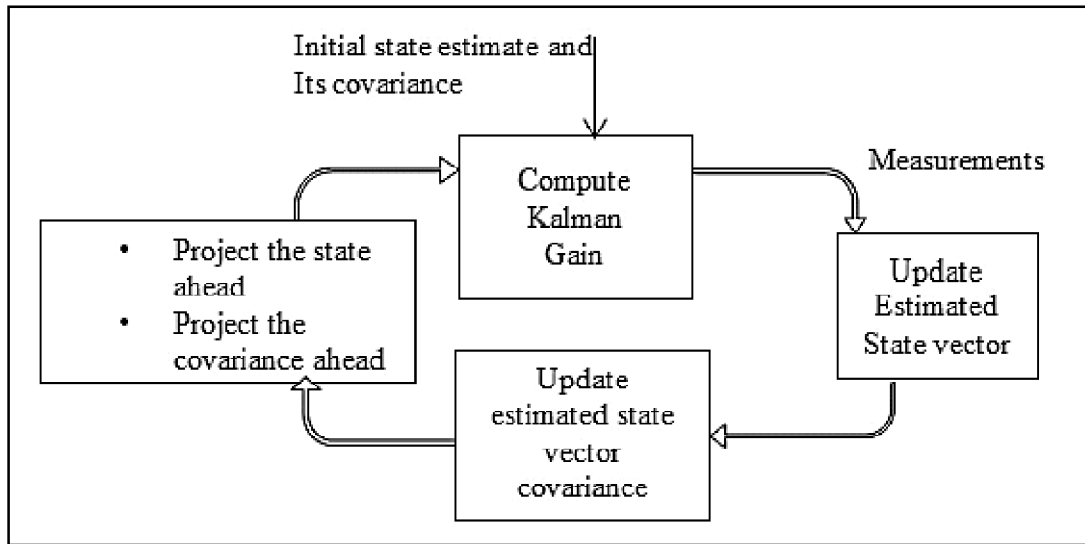 Initial state estimate and
Its covariance
Compute
Kalman
Gain
Measurements
• Project the state
ahead
• Project the
covariance ahead
Update
Estimated
State vector
Update
estimated state
vector
covariance